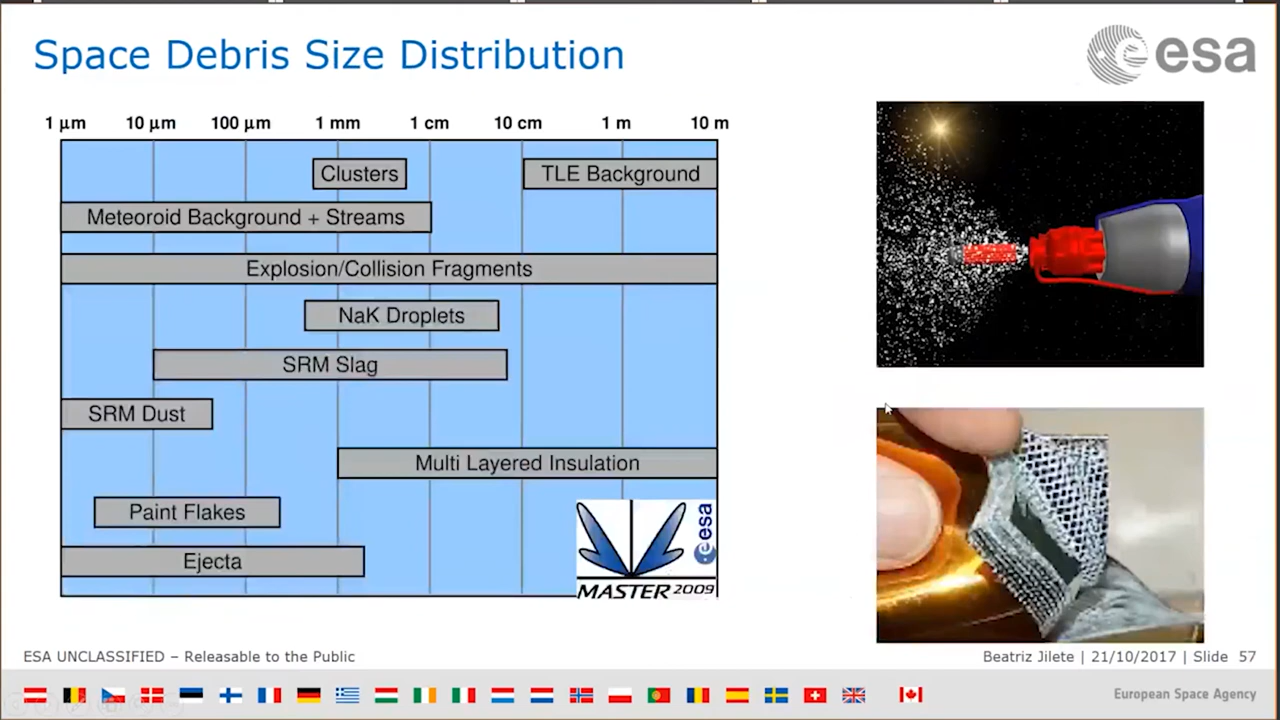 Space Debris Size Distribution
esa
1 µm 10 µm 100 µm 1 mm 1 cm 10 cm 1 m 10 m
Clusters
TLE Background
Meteoroid Background + Streams
Explosion/Collision Fragments
NaK Droplets
SRM Slag
SRM Dust
Multi Layered Insulation
Paint Flakes
Ejecta
esa
MASTER 2009
ESA UNCLASSIFIED – Releasable to the Public
Beatriz Jilete | 21/10/2017 | Slide 57
European Space Agency